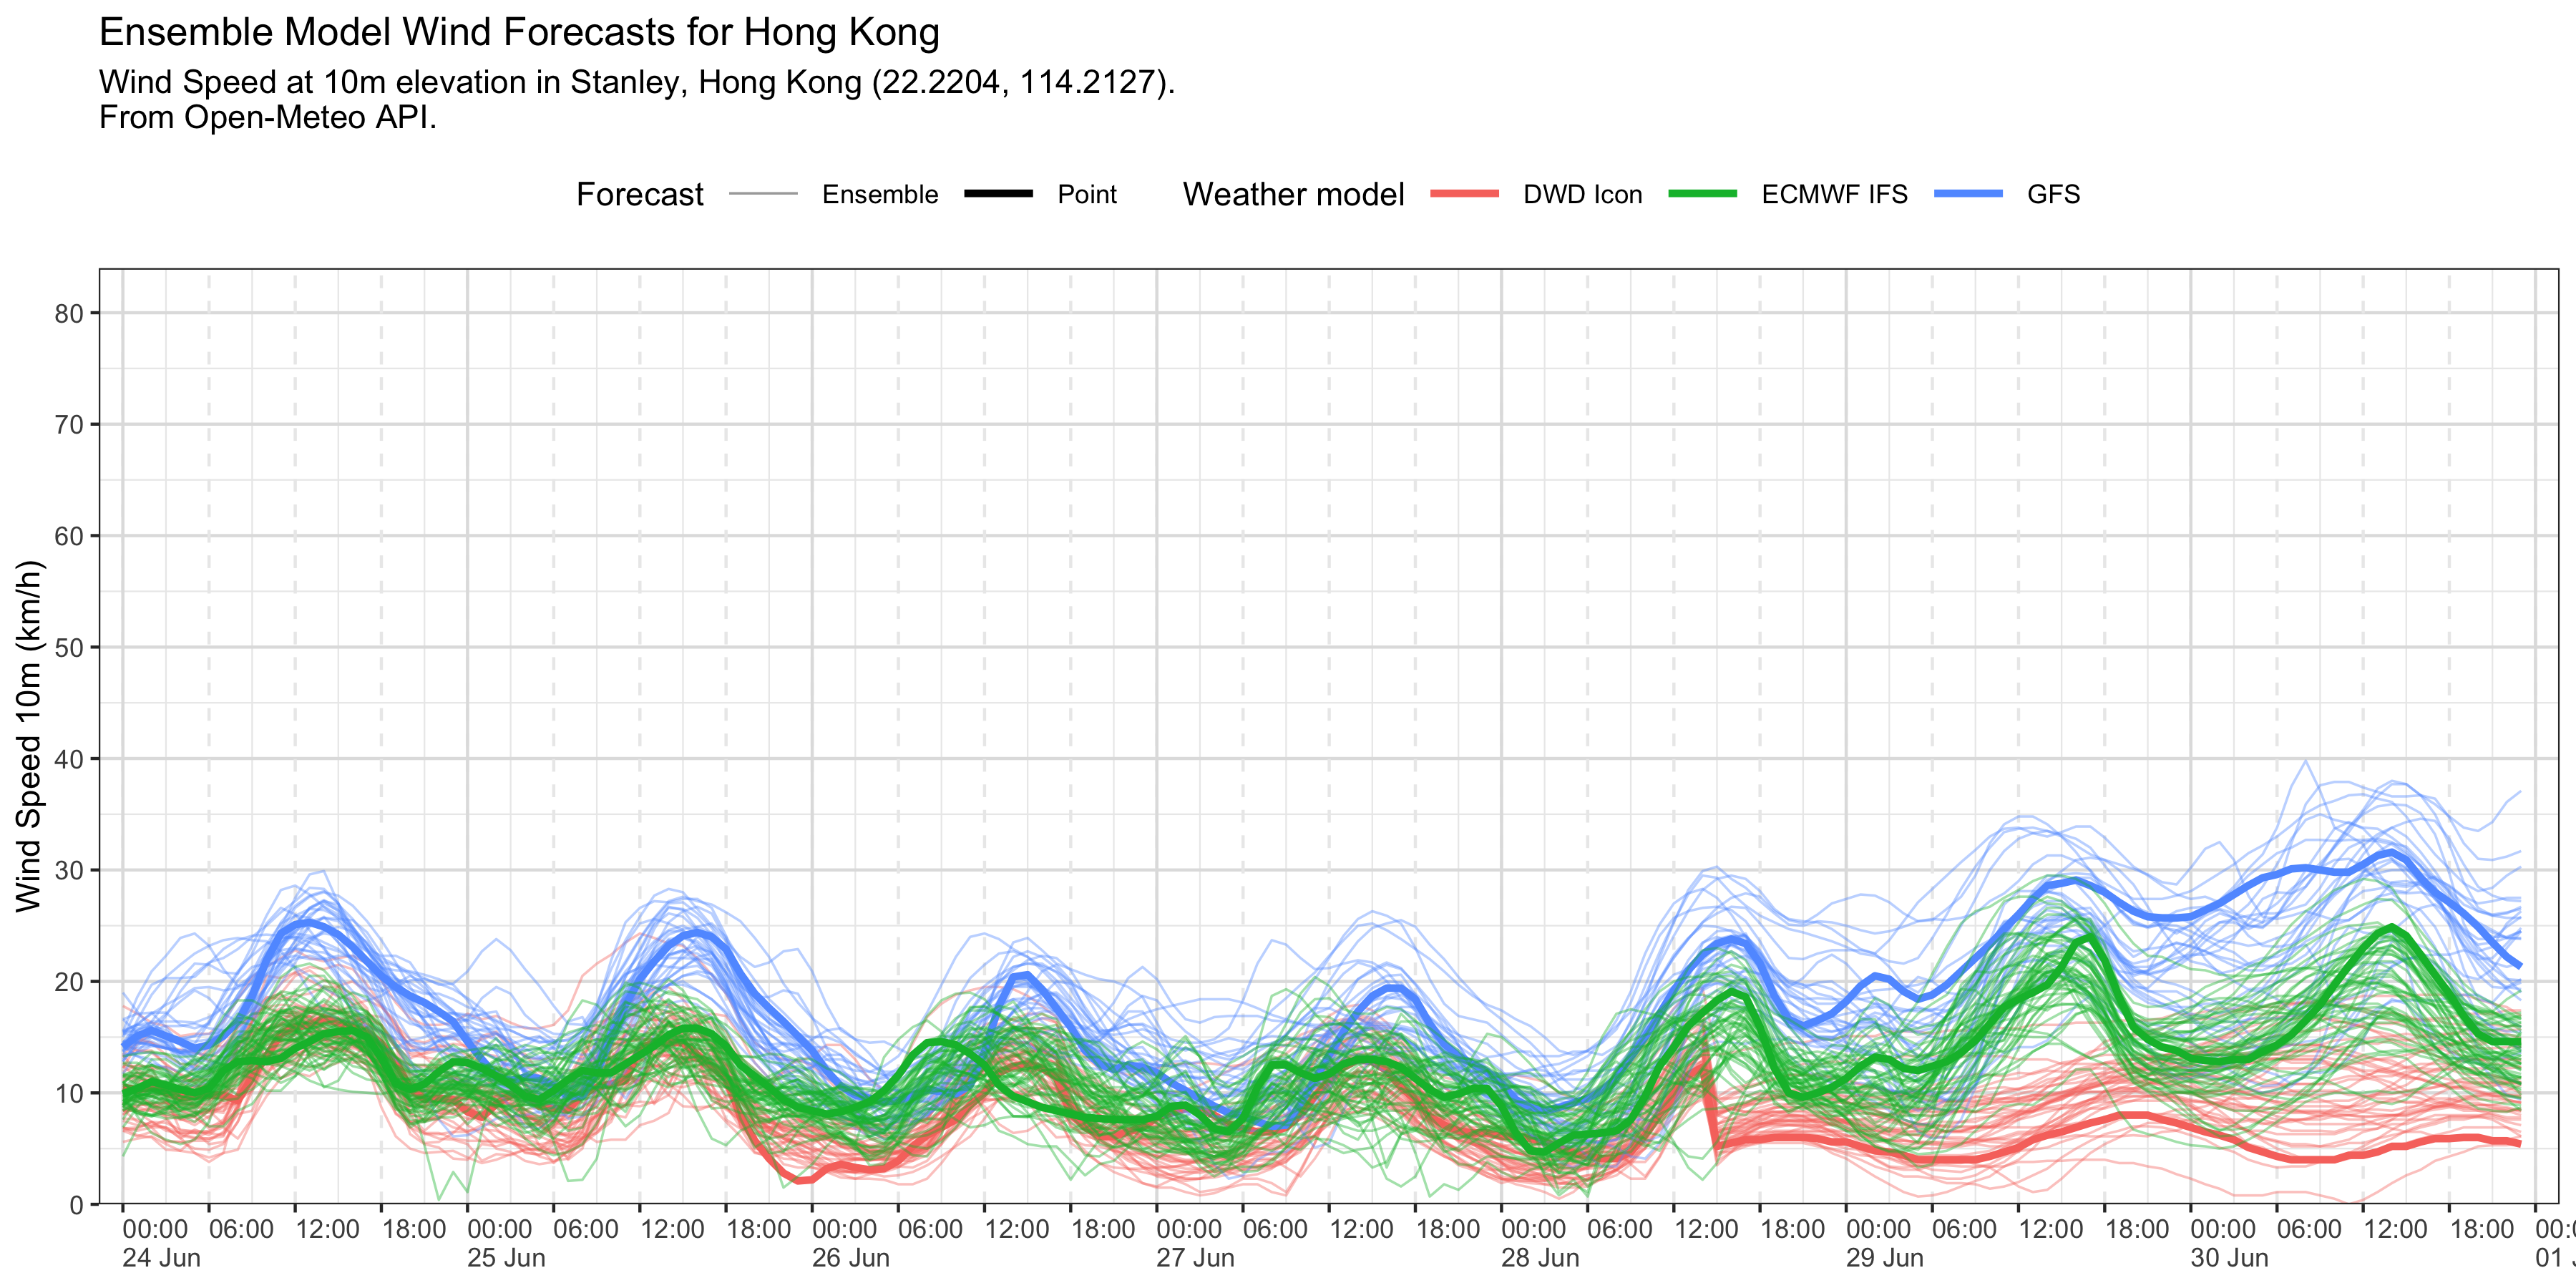 Ensemble Model Wind Forecasts for Hong Kong
Wind Speed at 10m elevation in Stanley, Hong Kong (22.2204, 114.2127).
From Open-Meteo API.
Forecast Ensemble Point Weather model DWD Icon ECMWF IFS GFS
Wind Speed 10m (km/h)
80
70
60
50
40
30
20
10
0
00:00 06:00 12:00 18:00 00:00 06:00 12:00 18:00 00:00 06:00 12:00 18:00 00:00 06:00 12:00 18:00 00:00 06:00 12:00 18:00 00:00 06:00 12:00 18:00 00:00 06:00 12:00 18:00
24 Jun 25 Jun 26 Jun 27 Jun 28 Jun 29 Jun 30 Jun 01